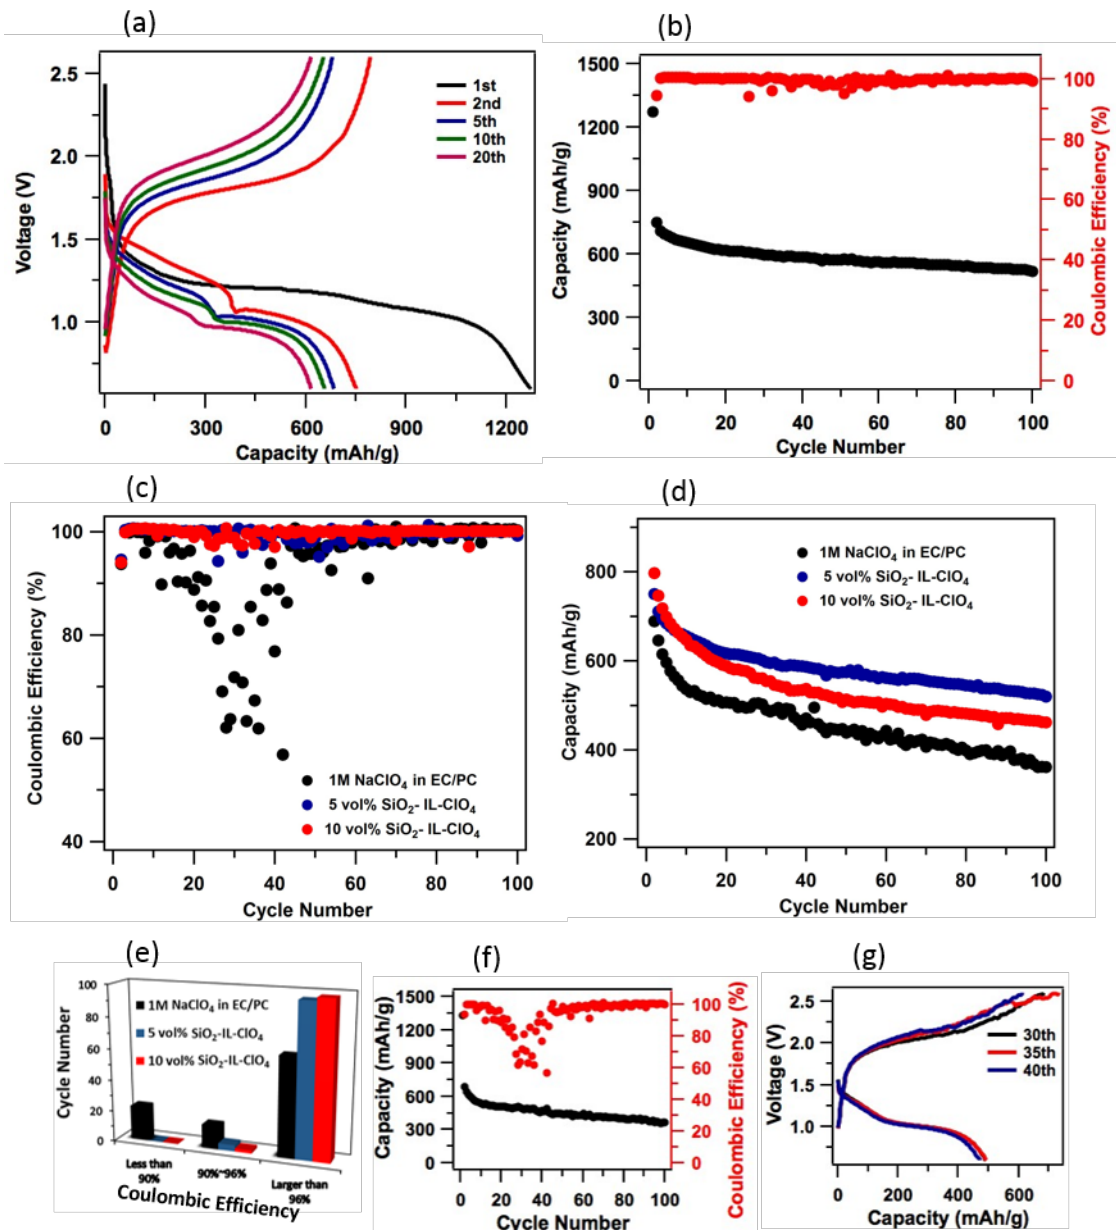 (a)
2.5
2.0
1.5
1.0
Voltage (V)
1st
2nd
5th
10th
20th
0 300 600 900 1200
Capacity (mAh/g)
(b)
1500
1200
900
600
300
0
Capacity (mAh/g)
100
80
60
40
20
0
Coulombic Efficiency (%)
0 20 40 60 80 100
Cycle Number
(c)
100
80
60
40
Coulombic Efficiency (%)
1M NaClO4 in EC/PC
5 vol% SiO2- IL-ClO4
10 vol% SiO2- IL-ClO4
0 20 40 60 80 100
Cycle Number
(d)
800
600
400
200
Capacity (mAh/g)
1M NaClO4 in EC/PC
5 vol% SiO2- IL-ClO4
10 vol% SiO2- IL-ClO4
0 20 40 60 80 100
Cycle Number
(e)
100
80
60
40
20
0
Cycle Number
1M NaClO4 in EC/PC
5 vol% SiO2-IL-ClO4
10 vol% SiO2-IL-ClO4
Less than
90%
90%~96%
Larger than
96%
Coulombic Efficiency
(f)
1500
1200
900
600
300
0
Capacity (mAh/g)
100
80
60
40
20
0
Coulombic Efficiency (%)
0 20 40 60 80 100
Cycle Number
(g)
2.5
2.0
1.5
1.0
Voltage (V)
30th
35th
40th
0 200 400 600
Capacity (mAh/g)